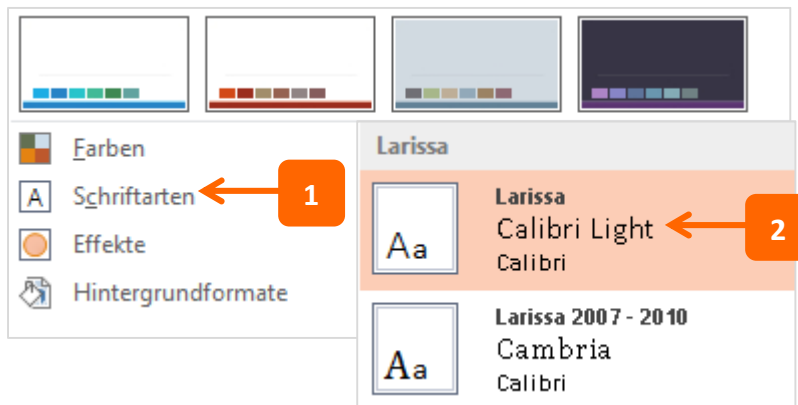 Farben
Schriftarten
1
Effekte
Hintergrundformate
Larissa
Aa
Larissa
Calibri Light
2
Calibri
Aa
Larissa 2007 - 2010
Cambria
Calibri
A